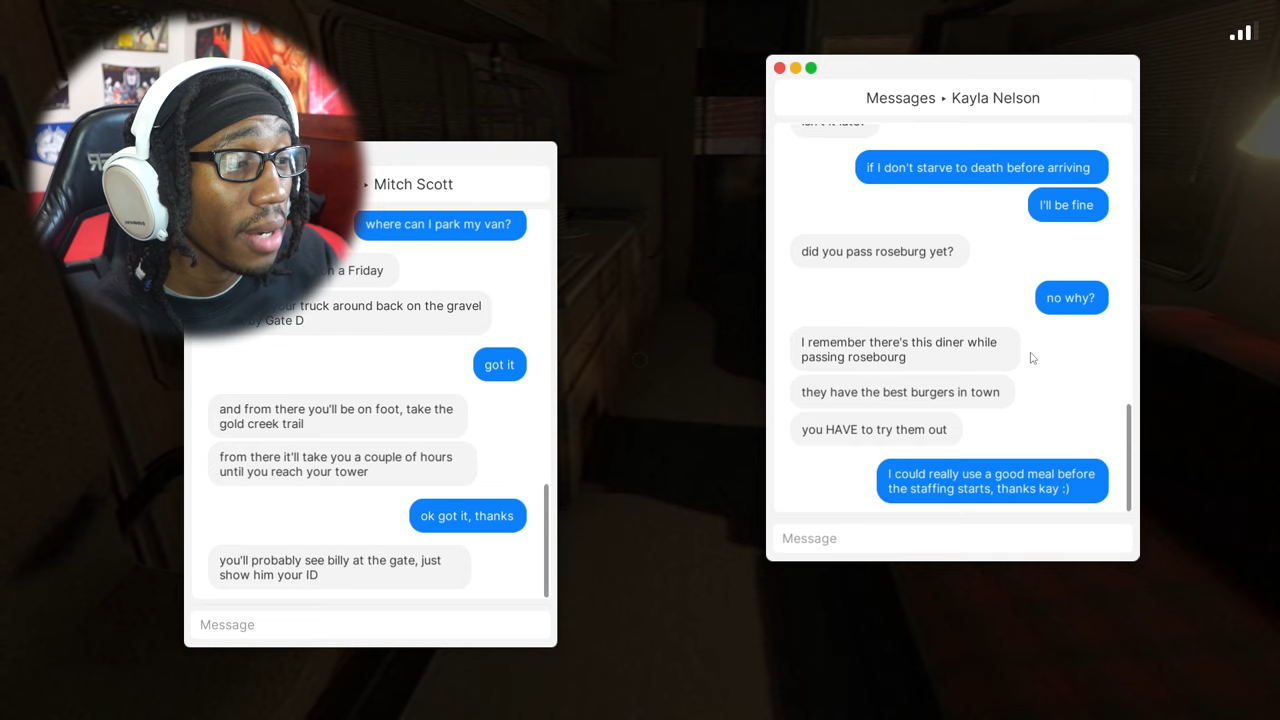 Mitch Scott
where can I park my van?
a Friday
truck around back on the gravel
Gate D
got it
and from there you'll be on foot, take the
gold creek trail
from there it'll take you a couple of hours
until you reach your tower
ok got it, thanks
you'll probably see billy at the gate, just
show him your ID
Message
Messages ▸ Kayla Nelson
if I don't starve to death before arriving
I'll be fine
did you pass roseburg yet?
no why?
I remember there's this diner while
passing rosebourg
they have the best burgers in town
you HAVE to try them out
I could really use a good meal before
the staffing starts, thanks kay :)
Message